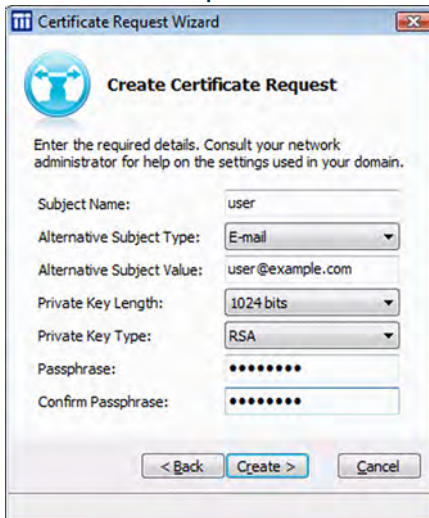 Certificate Request Wizard
Create Certificate Request
Enter the required details. Consult your network
administrator for help on the settings used in your domain.
Subject Name: user
Alternative Subject Type: E-mail
Alternative Subject Value: user@example.com
Private Key Length: 1024 bits
Private Key Type: RSA
Passphrase: ••••••••
Confirm Passphrase: ••••••••
< Back Create > Cancel